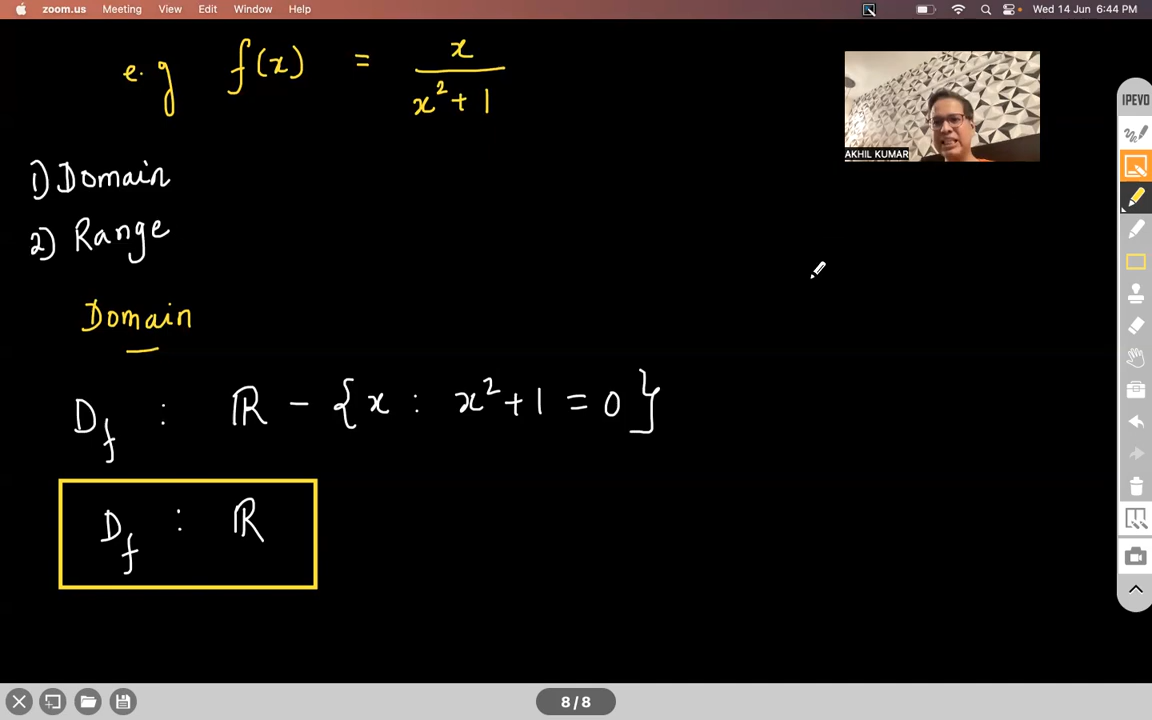 zoom.us Meeting View Edit Window Help Wed 14 Jun 6:44 PM
e.g f(x) = x / x² + 1
AKHIL KUMAR
IPEVO
1) Domain
2) Range
Domain
D_f : ℝ - {x : x² + 1 = 0}
D_f : ℝ
8 / 8